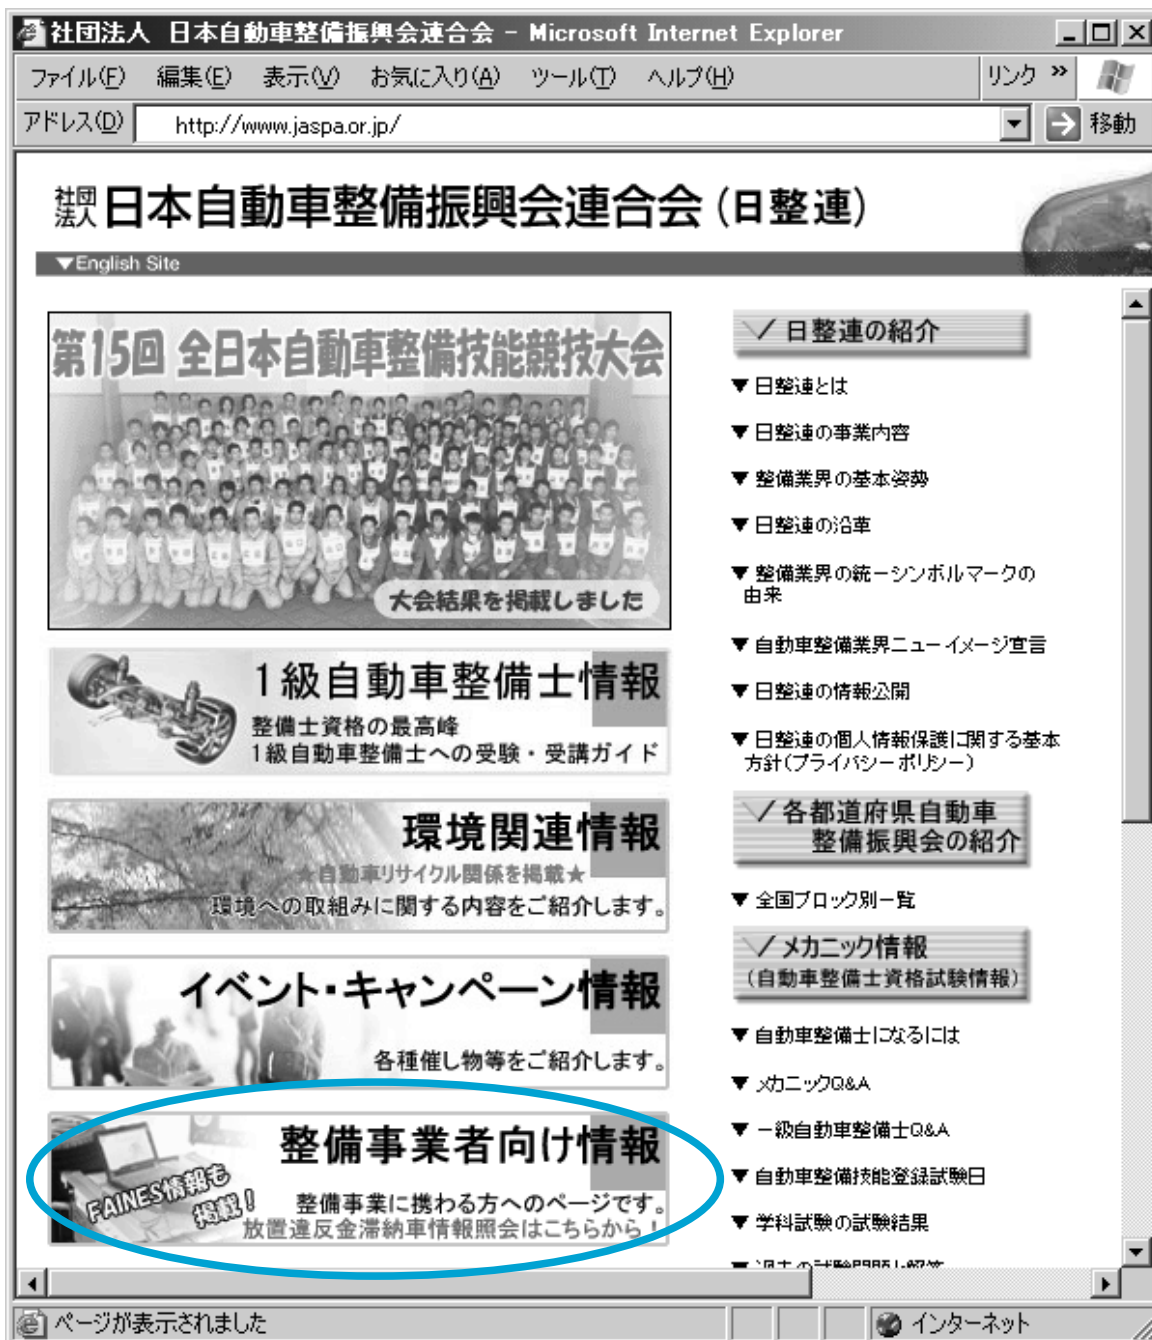 社団法人 日本自動車整備振興会連合会 - Microsoft Internet Explorer
ファイル(F) 編集(E) 表示(V) お気に入り(A) ツール(T) ヘルプ(H) リンク »
アドレス(D) http://www.jaspa.or.jp/ 移動
社団法人 日本自動車整備振興会連合会 (日整連)
▼English Site
第15回 全日本自動車整備技能競技大会
大会結果を掲載しました
1級自動車整備士情報
整備士資格の最高峰
1級自動車整備士への受験・受講ガイド
環境関連情報
★自動車リサイクル関係を掲載★
環境への取組みに関する内容をご紹介します。
イベント・キャンペーン情報
各種催し物等をご紹介します。
整備事業者向け情報
FAINES情報も
掲載!
整備事業に携わる方へのページです。
放置違反金滞納車情報照会はこちらから!
日整連の紹介
▼ 日整連とは
▼ 日整連の事業内容
▼ 整備業界の基本姿勢
▼ 日整連の沿革
▼ 整備業界の統一シンボルマークの
由来
▼ 自動車整備業界ニューイメージ宣言
▼ 日整連の情報公開
▼ 日整連の個人情報保護に関する基本
方針(プライバシーポリシー)
各都道府県自動車
整備振興会の紹介
▼ 全国ブロック別一覧
メカニック情報
(自動車整備士資格試験情報)
▼ 自動車整備士になるには
▼ メカニックQ&A
▼ 一級自動車整備士Q&A
▼ 自動車整備技能登録試験日
▼ 学科試験の試験結果
▼ 過去の試験問題と解答
ページが表示されました インターネット